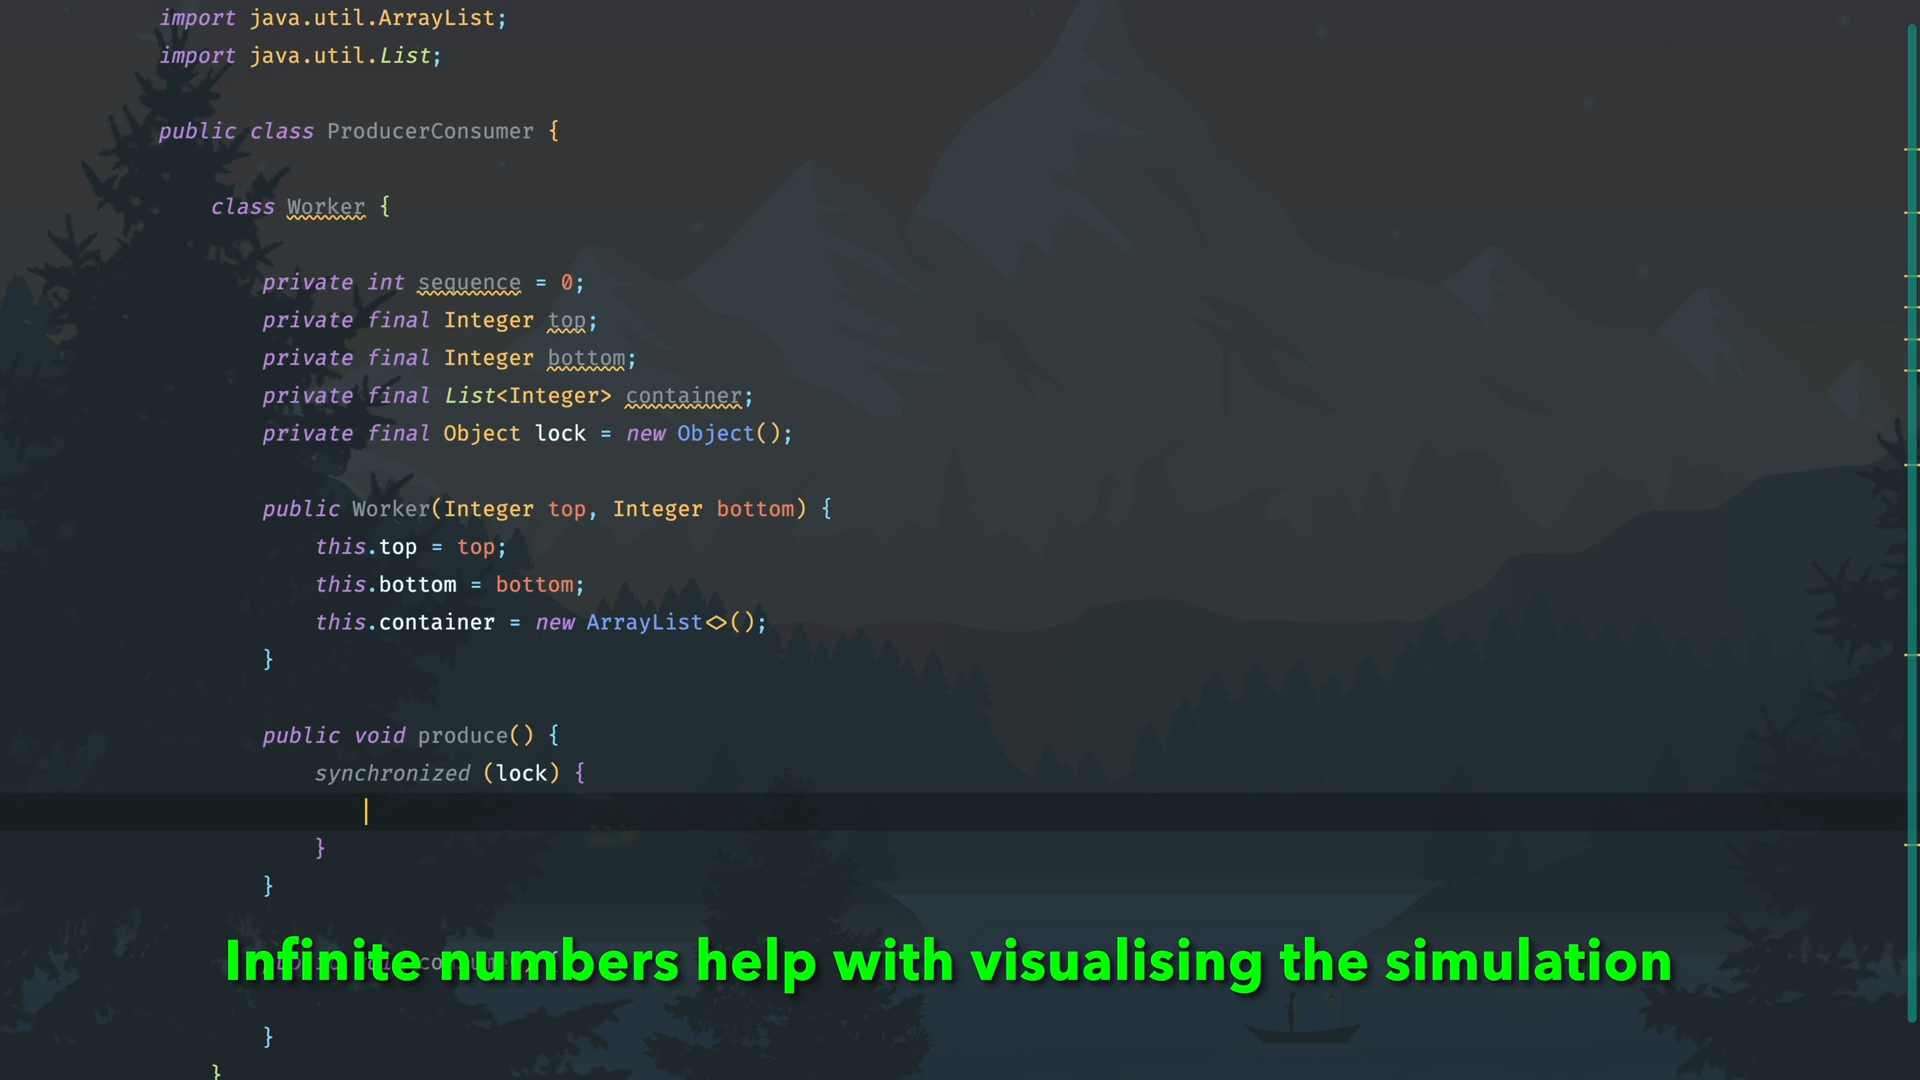 import java.util.ArrayList;
import java.util.List;
public class ProducerConsumer {
class Worker {
private int sequence = 0;
private final Integer top;
private final Integer bottom;
private final List<Integer> container;
private final Object lock = new Object();
public Worker(Integer top, Integer bottom) {
this.top = top;
this.bottom = bottom;
this.container = new ArrayList<>();
}
public void produce() {
synchronized (lock) {
}
}
Infinite numbers help with visualising the simulation
}
}